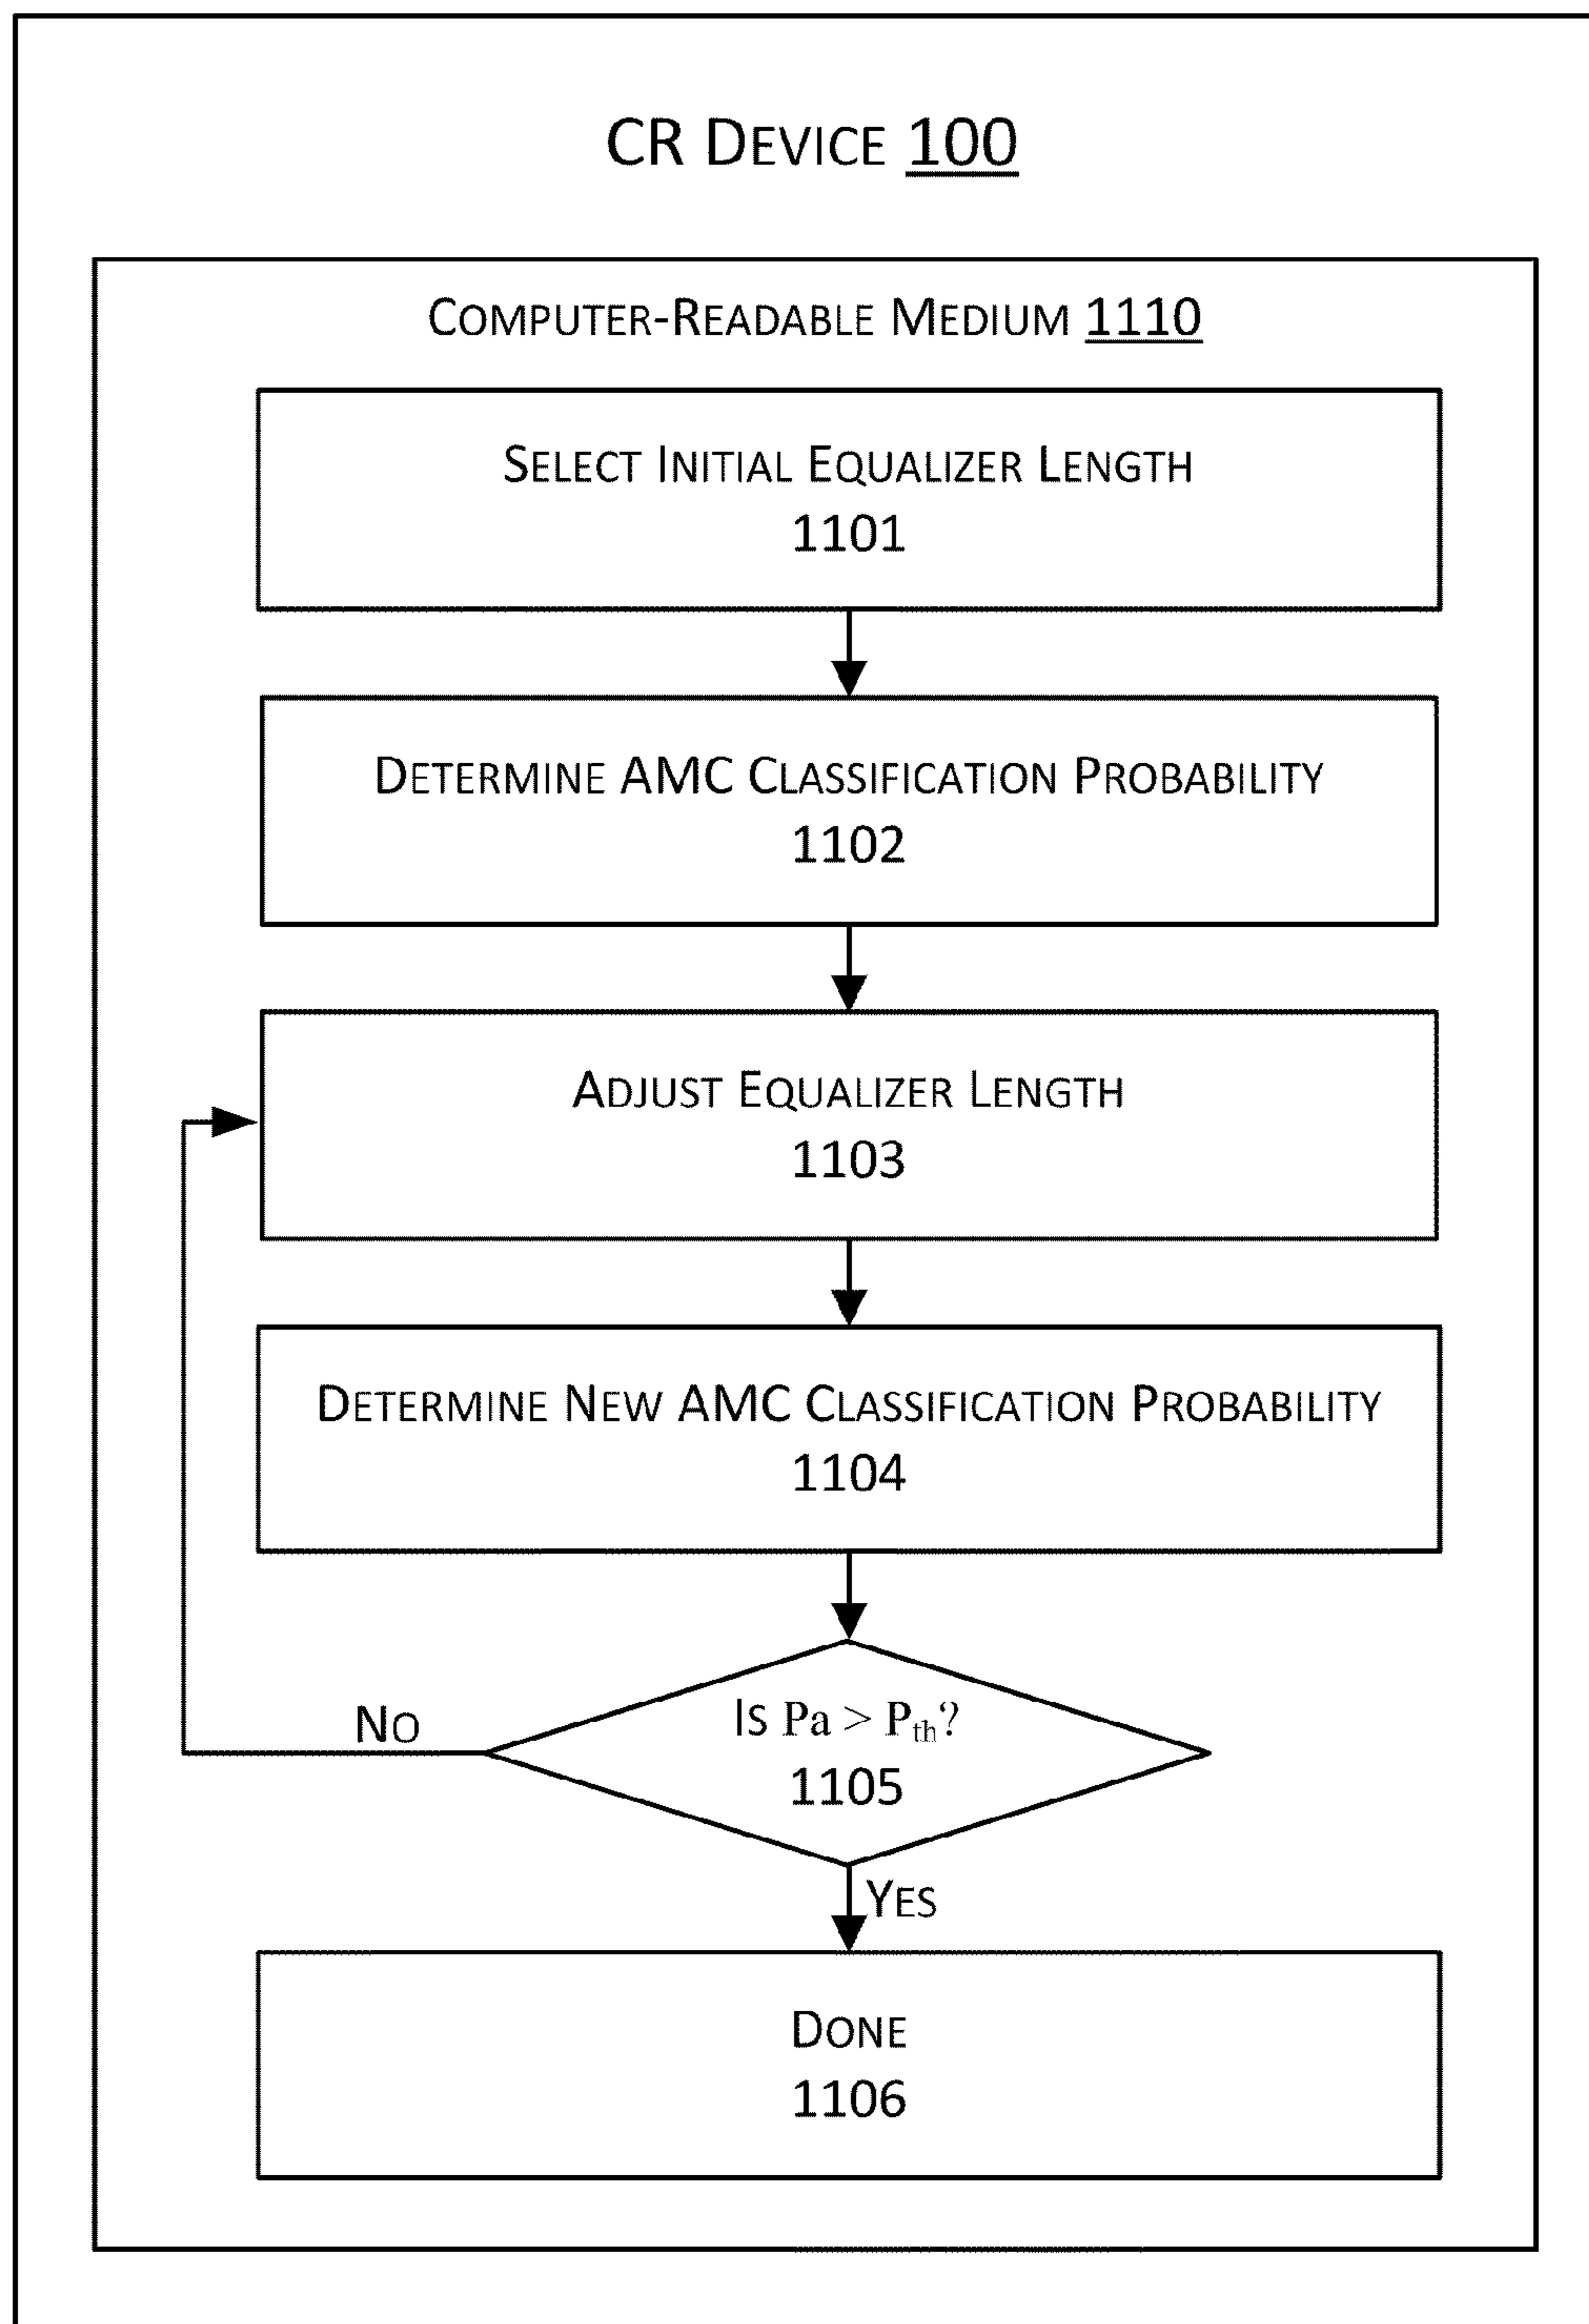 CR DEVICE 100
COMPUTER-READABLE MEDIUM 1110
SELECT INITIAL EQUALIZER LENGTH
1101
DETERMINE AMC CLASSIFICATION PROBABILITY
1102
ADJUST EQUALIZER LENGTH
1103
DETERMINE NEW AMC CLASSIFICATION PROBABILITY
1104
IS Pa > Pth?
1105
NO
YES
DONE
1106